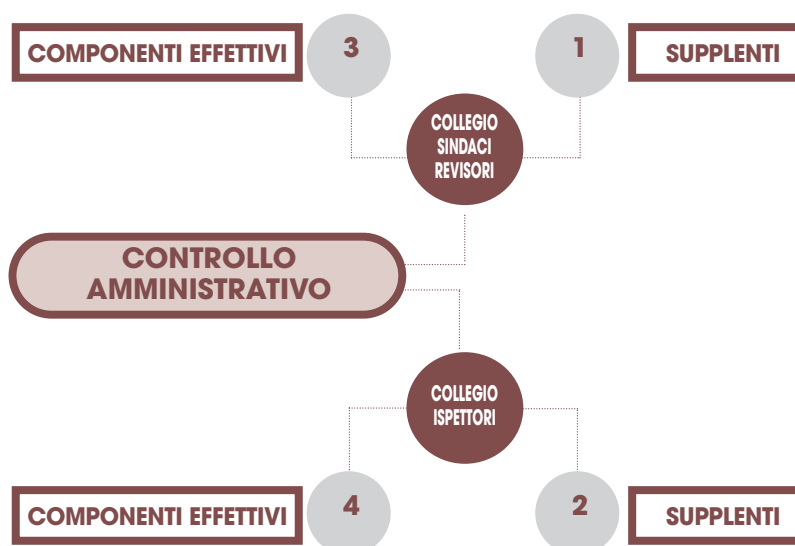 COMPONENTI EFFETTIVI
3
1
SUPPLENTI
COLLEGIO
SINDACI
REVISORI
CONTROLLO
AMMINISTRATIVO
COLLEGIO
ISPETTORI
COMPONENTI EFFETTIVI
4
2
SUPPLENTI